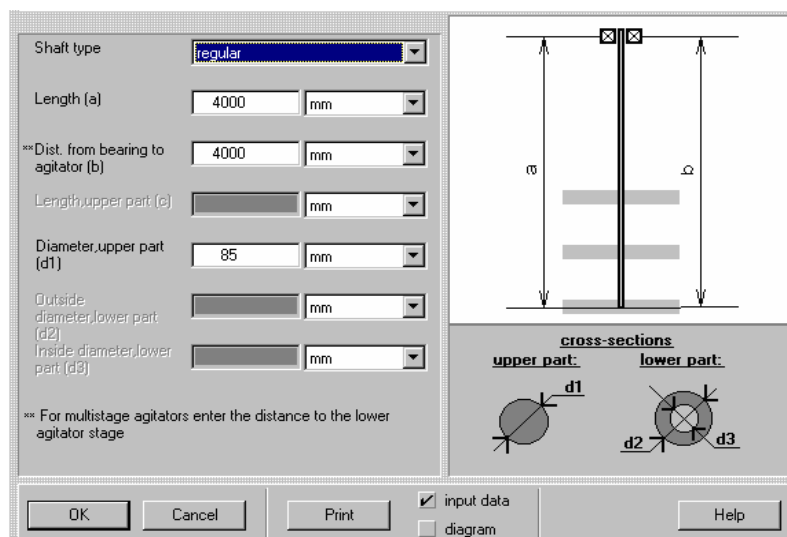 Shaft type
regular
Length (a)
4000
mm
**Dist. from bearing to
agitator (b)
4000
mm
Length,upper part (c)
mm
Diameter,upper part
(d1)
85
mm
Outside
diameter,lower part
(d2)
mm
Inside diameter,lower
part (d3)
mm
** For multistage agitators enter the distance to the lower
agitator stage
a
b
cross-sections
upper part:
lower part:
d1
d2
d3
OK
Cancel
Print
input data
diagram
Help